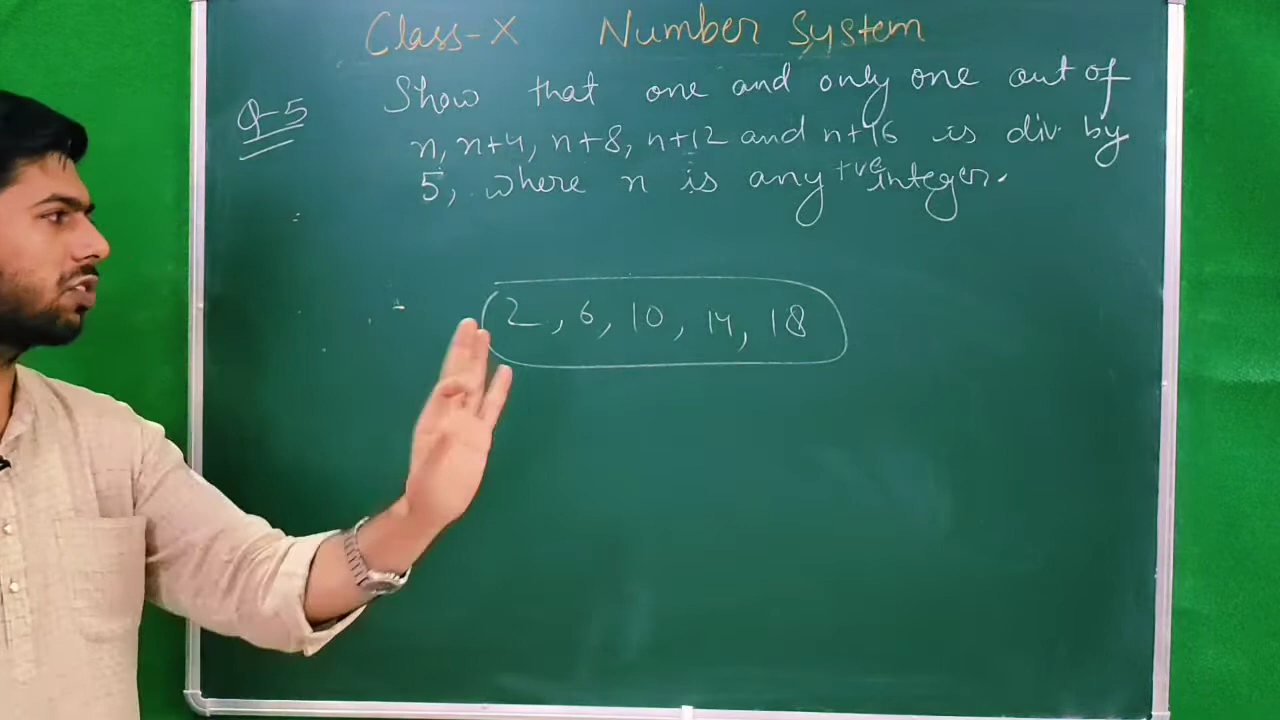 Class-X Number System
Q-5 Show that one and only one out of
n, n+4, n+8, n+12 and n+16 is div. by
5, where n is any +ve integer.
2, 6, 10, 14, 18